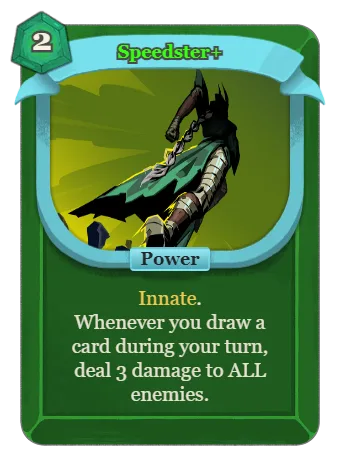 2
Speedster+
Power
Innate.
Whenever you draw a
card during your turn,
deal 3 damage to ALL
enemies.